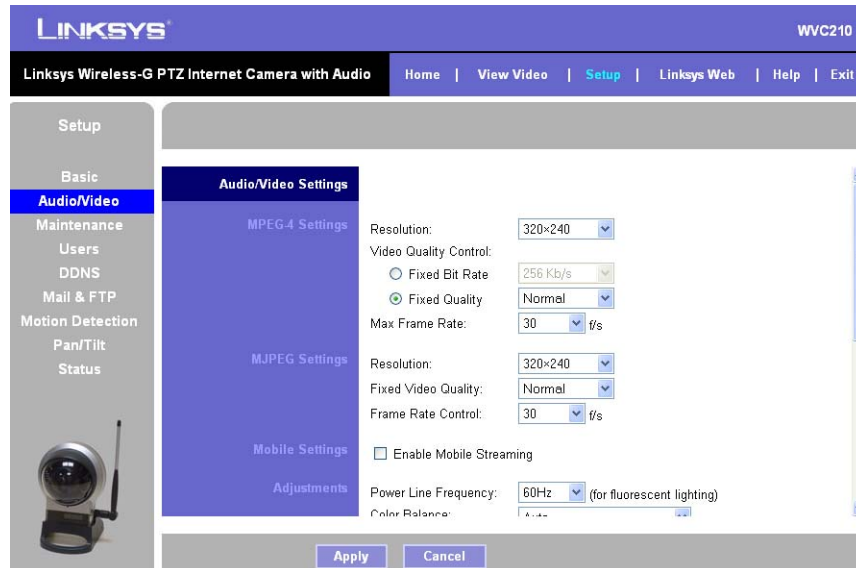 LINKSYS®
WVC210
Linksys Wireless-G PTZ Internet Camera with Audio
Home | View Video | Setup | Linksys Web | Help | Exit
Setup
Basic
Audio/Video
Maintenance
Users
DDNS
Mail & FTP
Motion Detection
Pan/Tilt
Status
Audio/Video Settings
MPEG-4 Settings
Resolution: 320×240
Video Quality Control:
Fixed Bit Rate 256 Kb/s
Fixed Quality Normal
Max Frame Rate: 30 f/s
MJPEG Settings
Resolution: 320×240
Fixed Video Quality: Normal
Frame Rate Control: 30 f/s
Mobile Settings
Enable Mobile Streaming
Adjustments
Power Line Frequency: 60Hz (for fluorescent lighting)
Color Balance: Auto
Apply Cancel